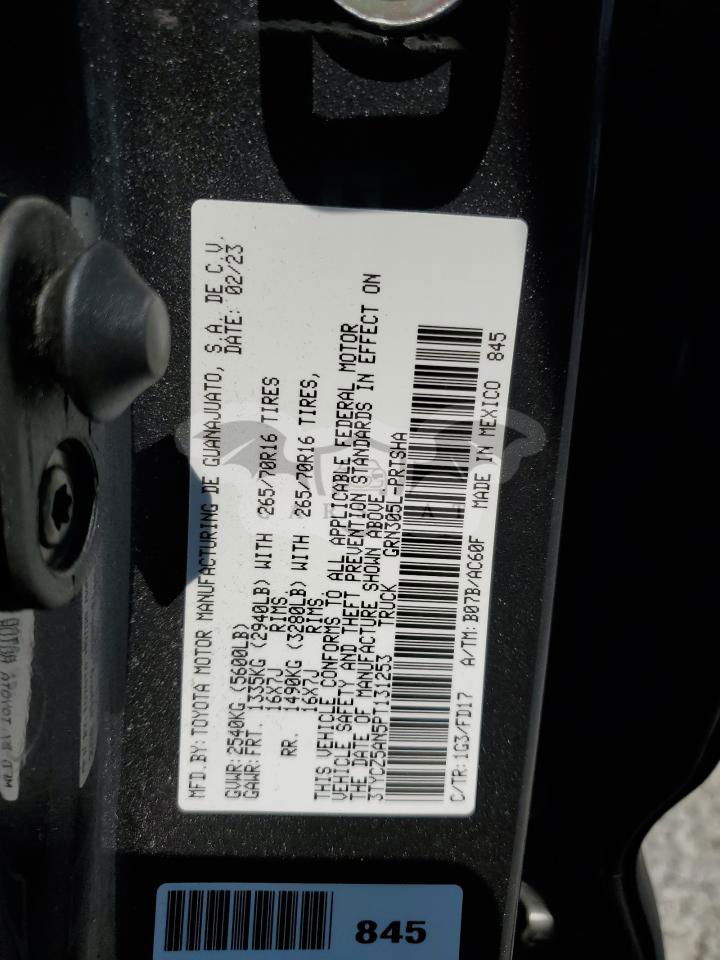 MFD.BY: TOYOTA MOTOR MANUFACTURING DE GUANAJUATO, S.A. DE C.V.
DATE: 02/23
GVWR: 2540KG (5600LB)
GAWR: FRT. 1335KG (2940LB) WITH 265/70R16 TIRES
16X7J RIMS
RR. 1490KG (3280LB) WITH 265/70R16 TIRES,
16X7J RIMS
THIS VEHICLE CONFORMS TO ALL APPLICABLE FEDERAL MOTOR
VEHICLE SAFETY AND THEFT PREVENTION STANDARDS IN EFFECT ON
THE DATE OF MANUFACTURE SHOWN ABOVE.
3TYCZ5AN5PT131253 TRUCK GRN305L-PRTSHA
C/TR: 1G3/FD17 A/TM: B07B/AC60F MADE IN MEXICO 845
845